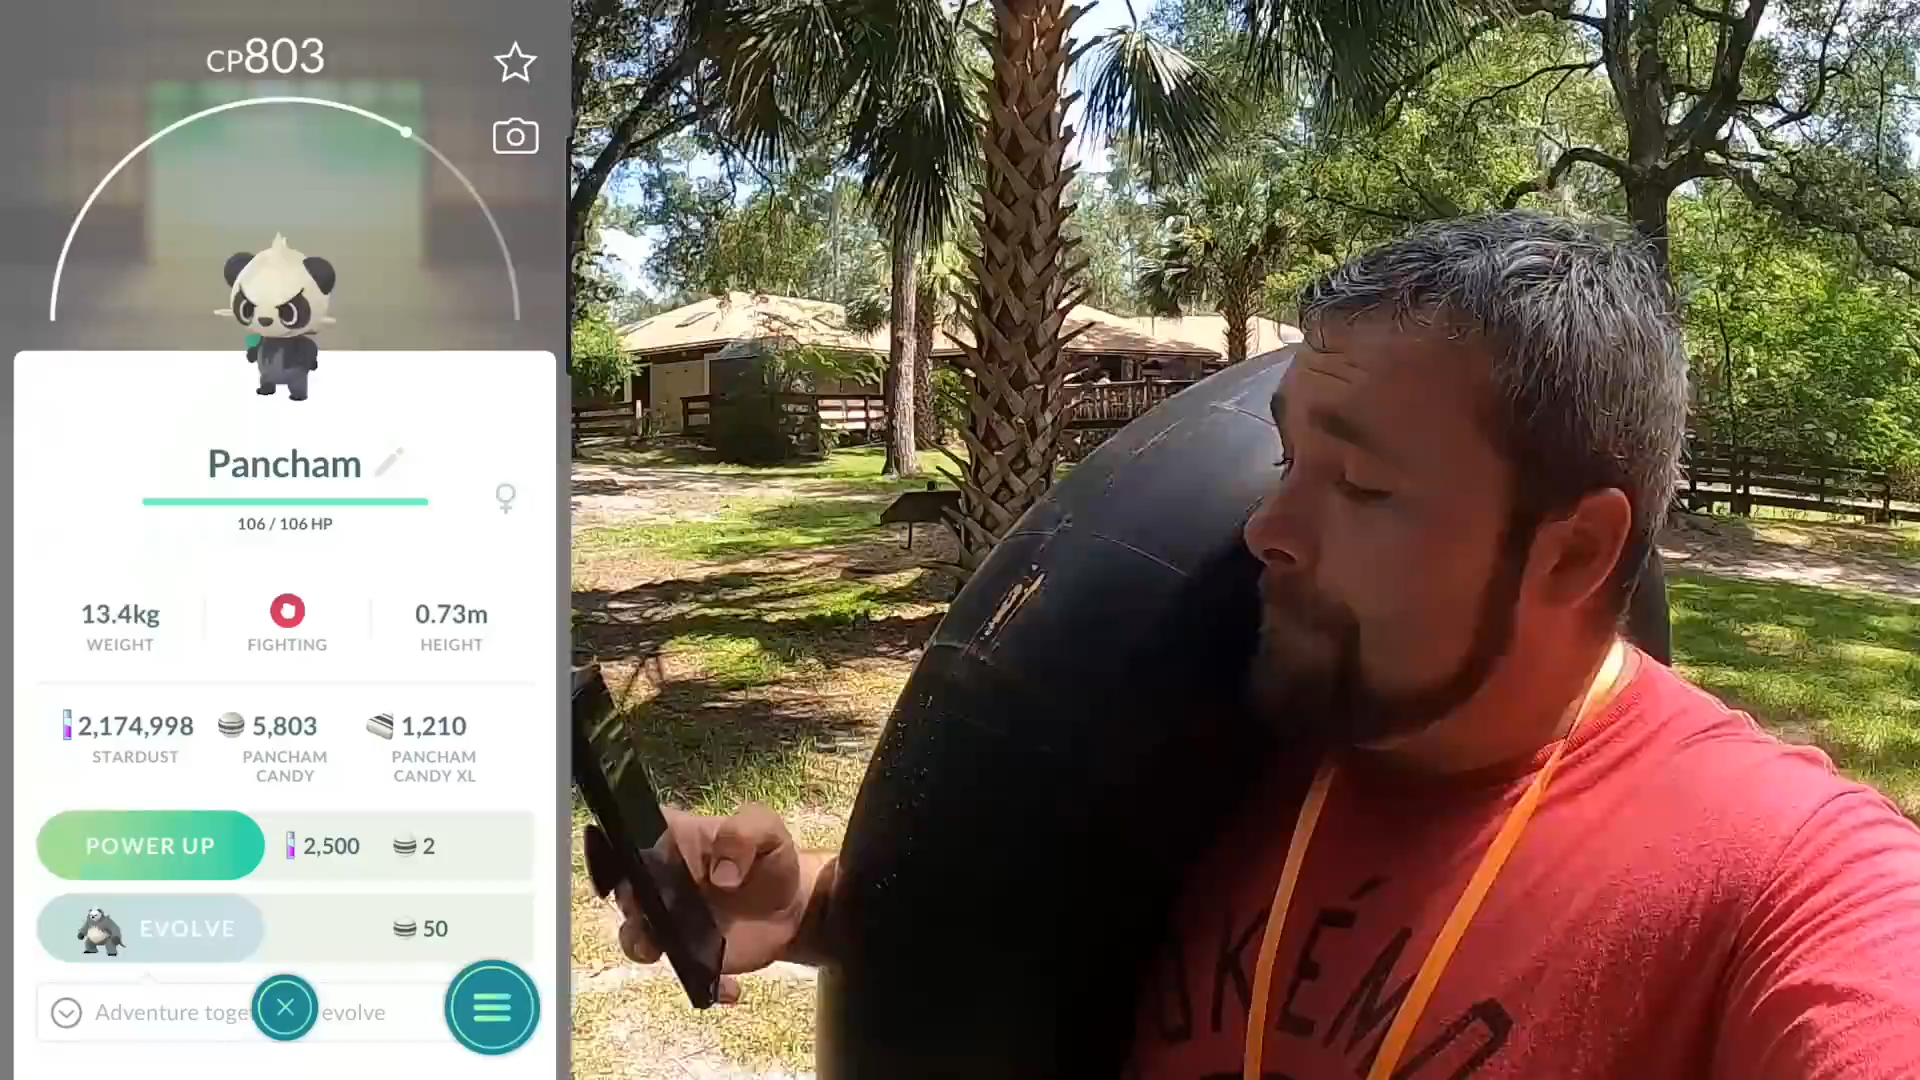 CP803
Pancham
106 / 106 HP
13.4kg
WEIGHT
FIGHTING
0.73m
HEIGHT
2,174,998
STARDUST
5,803
PANCHAM
CANDY
1,210
PANCHAM
CANDY XL
POWER UP
2,500
2
EVOLVE
50
Adventure toge
evolve
OKÉMO